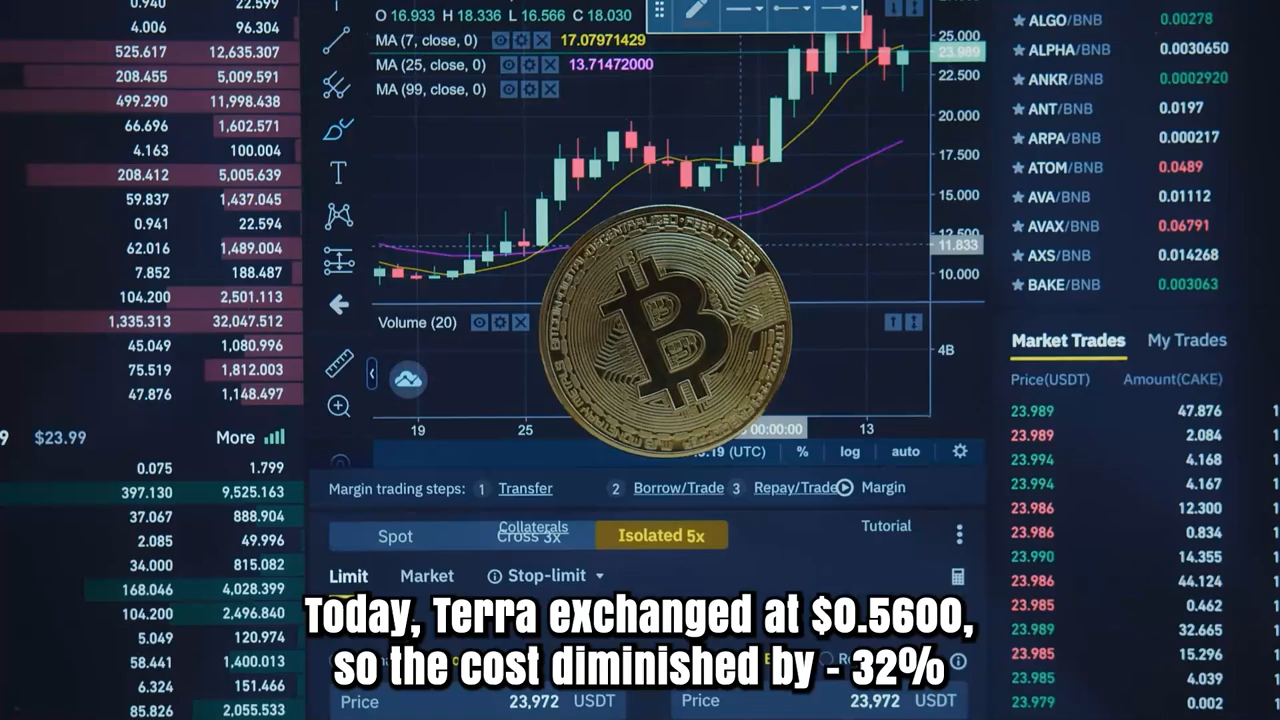 0.940 22.599
4.006 96.304
525.617 12,635.307
208.455 5,009.591
499.290 11,998.438
66.696 1,602.571
4.163 100.004
208.412 5,005.639
59.837 1,437.045
0.941 22.594
62.016 1,489.004
7.852 188.487
104.200 2,501.113
1,335.313 32,047.512
45.049 1,080.996
75.519 1,812.003
47.876 1,148.497
9 $23.99 More
0.075 1.799
397.130 9,525.163
37.067 888.904
2.085 49.996
34.000 815.082
168.046 4,028.399
104.200 2,496.840
5.049 120.974
58.441 1,400.013
6.324 151.466
85.826 2,055.533
O 16.933 H 18.336 L 16.566 C 18.030
MA (7, close, 0) 17.07971429
MA (25, close, 0) 13.71472000
MA (99, close, 0)
25.000
23.989
22.500
20.000
17.500
15.000
12.500
11.833
10.000
Volume (20)
4B
19 25 00:00:00 13
(UTC) % log auto
Margin trading steps: 1 Transfer 2 Borrow/Trade 3 Repay/Trade Margin
Collaterals Tutorial
Spot Cross 3x Isolated 5x
Limit Market Stop-limit
Today, Terra exchanged at $0.5600,
so the cost diminished by - 32%
Price 23,972 USDT Price 23,972 USDT
ALGO/BNB 0.00278
ALPHA/BNB 0.0030650
ANKR/BNB 0.0002920
ANT/BNB 0.0197
ARPA/BNB 0.000217
ATOM/BNB 0.0489
AVA/BNB 0.01112
AVAX/BNB 0.06791
AXS/BNB 0.014268
BAKE/BNB 0.003063
Market Trades My Trades
Price(USDT) Amount(CAKE)
23.989 47.876
23.989 2.084
23.994 4.168
23.994 4.167
23.986 12.300
23.986 0.834
23.990 14.355
23.986 44.124
23.985 0.462
23.989 32.665
23.985 15.296
23.985 4.039
23.979 0.002